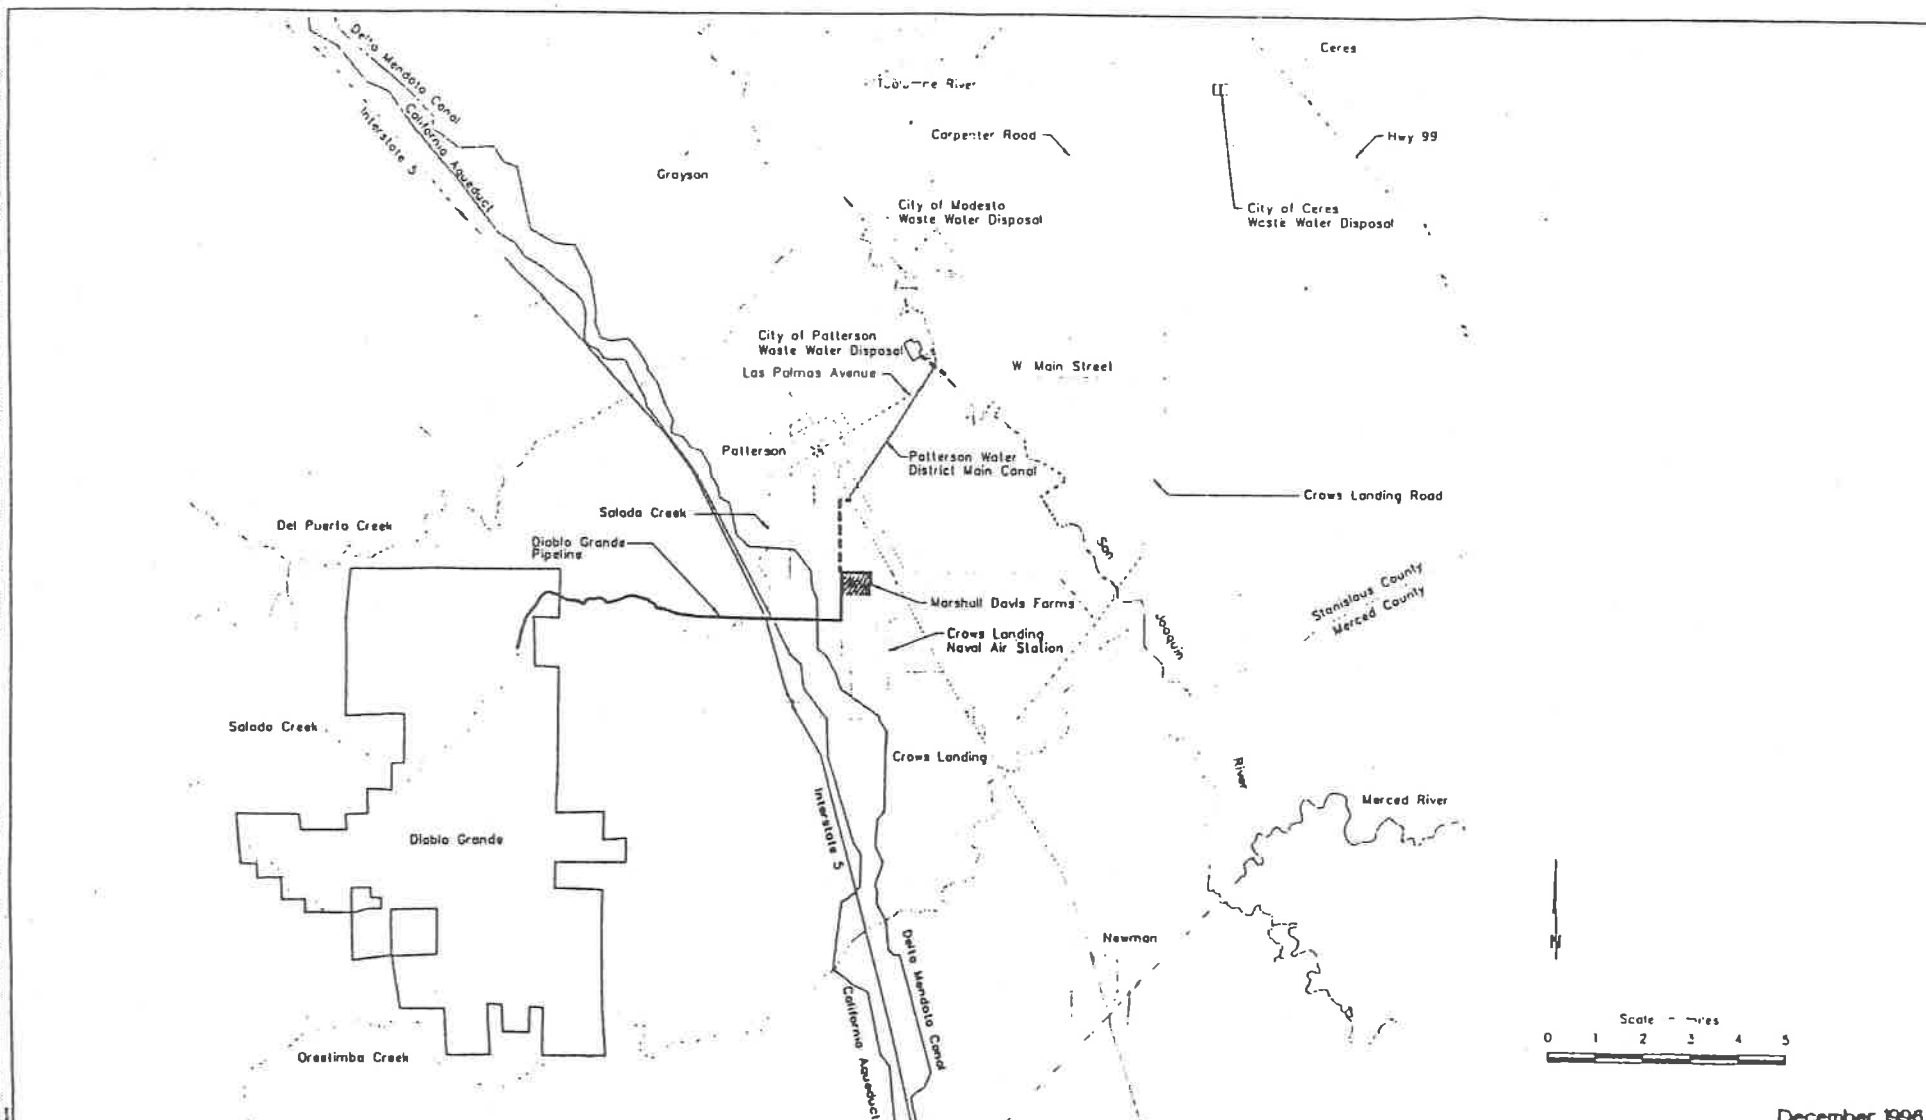 Ceres
Delta Mendota Canal
River
Carpenter Road
Hwy 99
California Aqueduct
Interstate 5
Grayson
City of Modesto
Waste Water Disposal
City of Ceres
Waste Water Disposal
City of Patterson
Waste Water Disposal
W Main Street
Las Palmas Avenue
Patterson
Patterson Water
District Main Canal
Crows Landing Road
Salado Creek
Del Puerto Creek
Diablo Grande
Pipeline
San
Joaquin
River
Stanislaus County
Merced County
Marshall Davis Farms
Crows Landing
Naval Air Station
Salado Creek
Crows Landing
Interstate 5
Merced River
Diablo Grande
Newman
Delta Mendota Canal
California Aqueduct
N
Orestimba Creek
Scale
0 1 2 3 4 5
December 1996